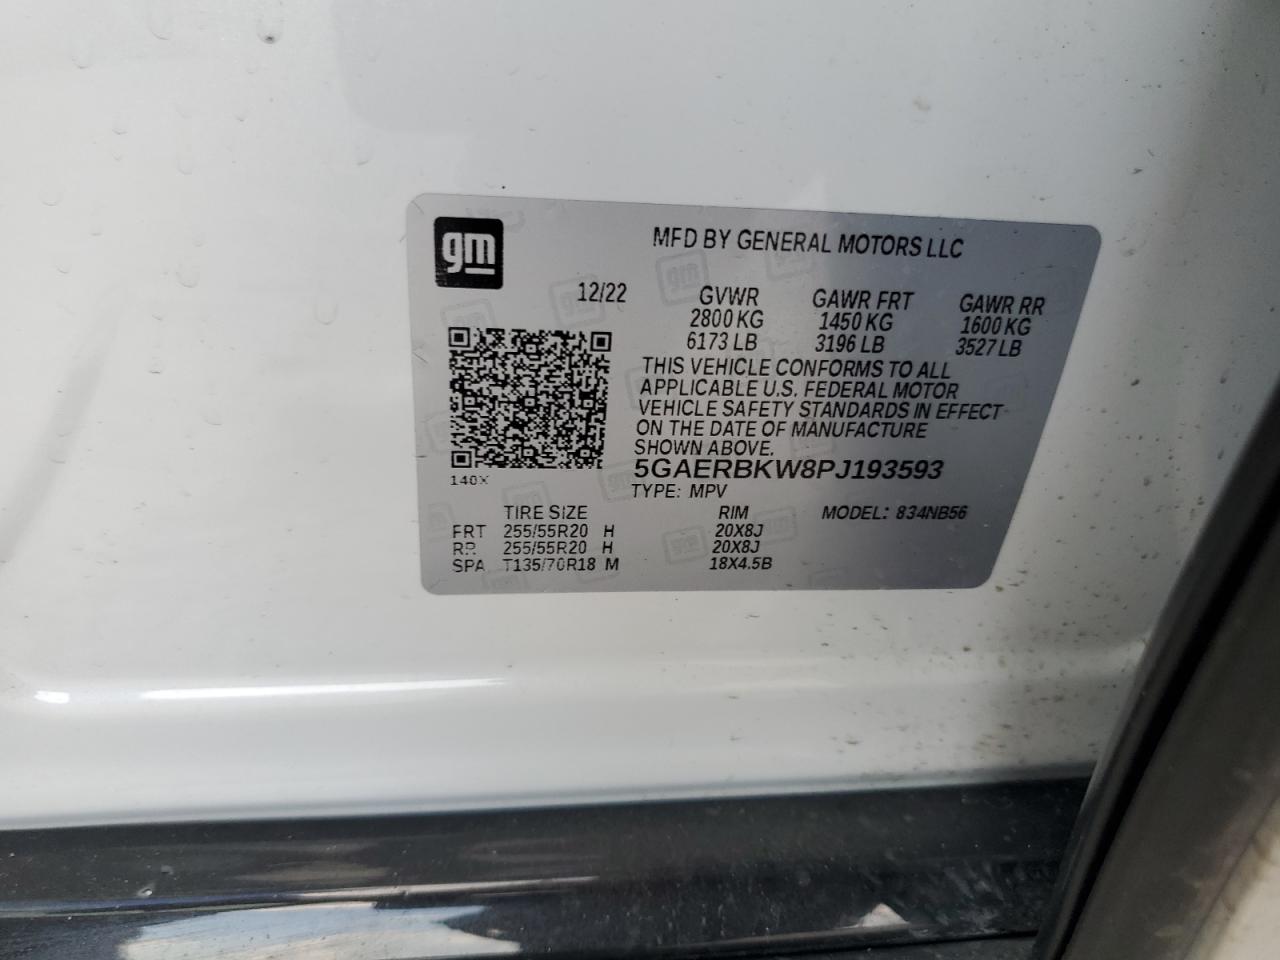 gm
MFD BY GENERAL MOTORS LLC
12/22 GVWR GAWR FRT GAWR RR
2800 KG 1450 KG 1600 KG
6173 LB 3196 LB 3527 LB
THIS VEHICLE CONFORMS TO ALL
APPLICABLE U.S. FEDERAL MOTOR
VEHICLE SAFETY STANDARDS IN EFFECT
ON THE DATE OF MANUFACTURE
SHOWN ABOVE.
5GAERBKW8PJ193593
140X
TYPE: MPV
TIRE SIZE RIM MODEL: 834NB56
FRT 255/55R20 H 20X8J
RR 255/55R20 H 20X8J
SPA T135/70R18 M 18X4.5B